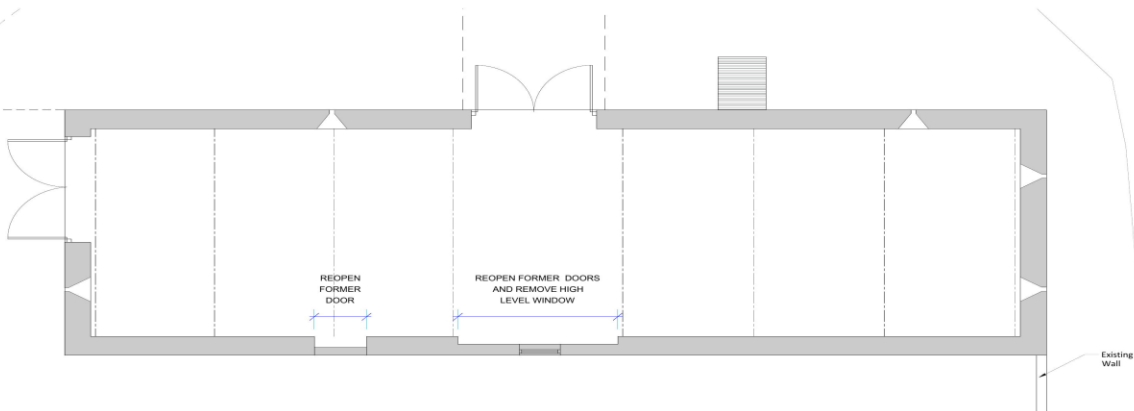 REOPEN
FORMER
DOOR
REOPEN FORMER DOORS
AND REMOVE HIGH
LEVEL WINDOW
Existing
Wall